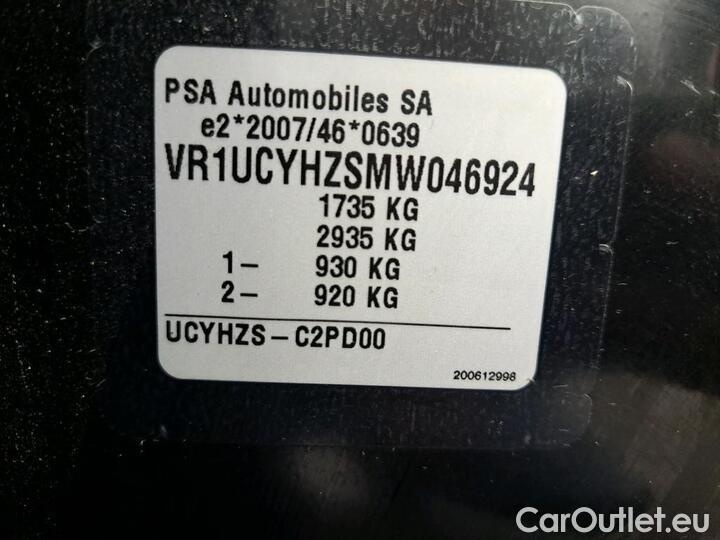 PSA Automobiles SA
e2*2007/46*0639
VR1UCYHZSMW046924
1735 KG
2935 KG
1- 930 KG
2- 920 KG
UCYHZS-C2PD00
200612998
CarOutlet.eu